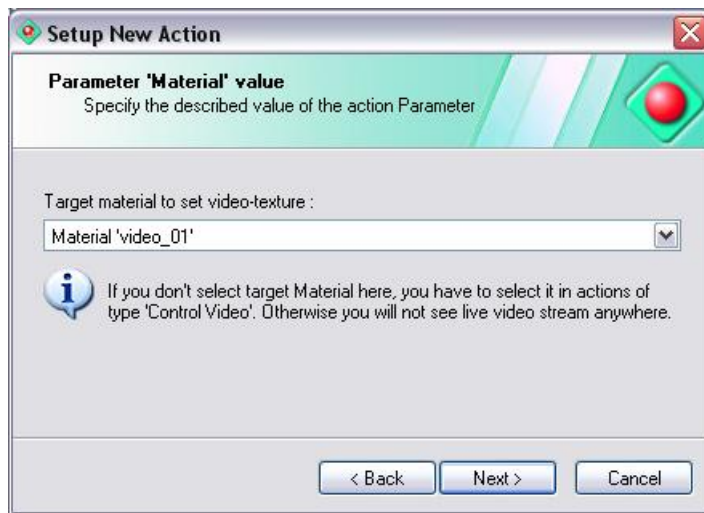 Setup New Action
Parameter 'Material' value
Specify the described value of the action Parameter
Target material to set video-texture :
Material 'video_01'
If you don't select target Material here, you have to select it in actions of
type 'Control Video'. Otherwise you will not see live video stream anywhere.
< Back
Next >
Cancel